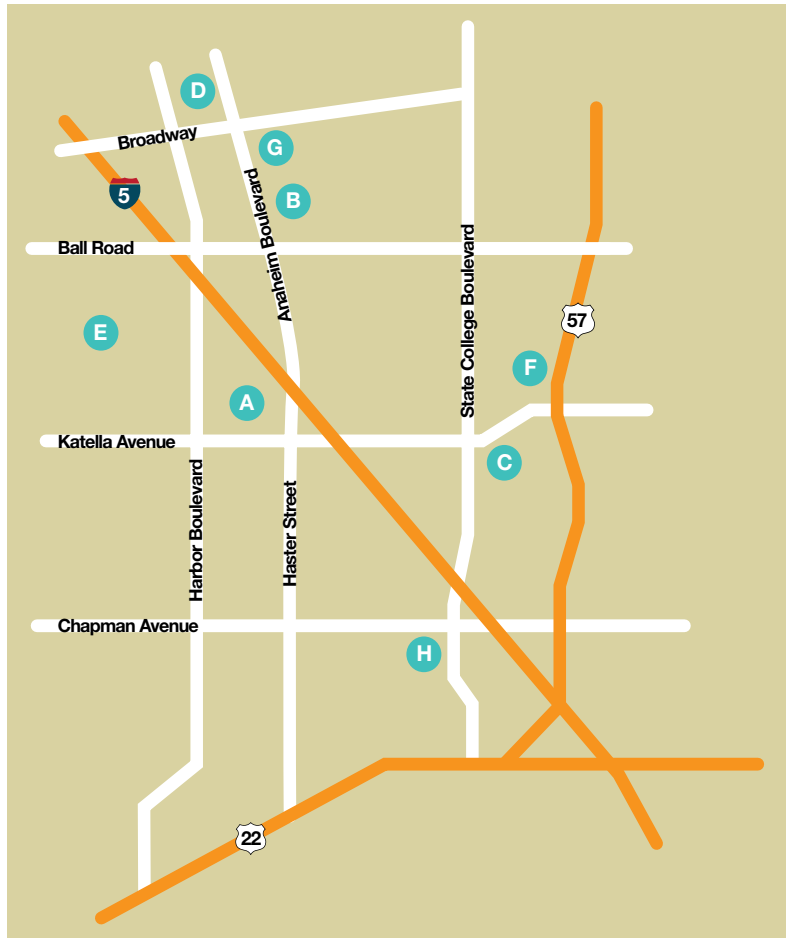 D
Broadway
G
5
Anaheim Boulevard
B
Ball Road
State College Boulevard
57
E
F
A
Katella Avenue
C
Harbor Boulevard
Haster Street
Chapman Avenue
H
22